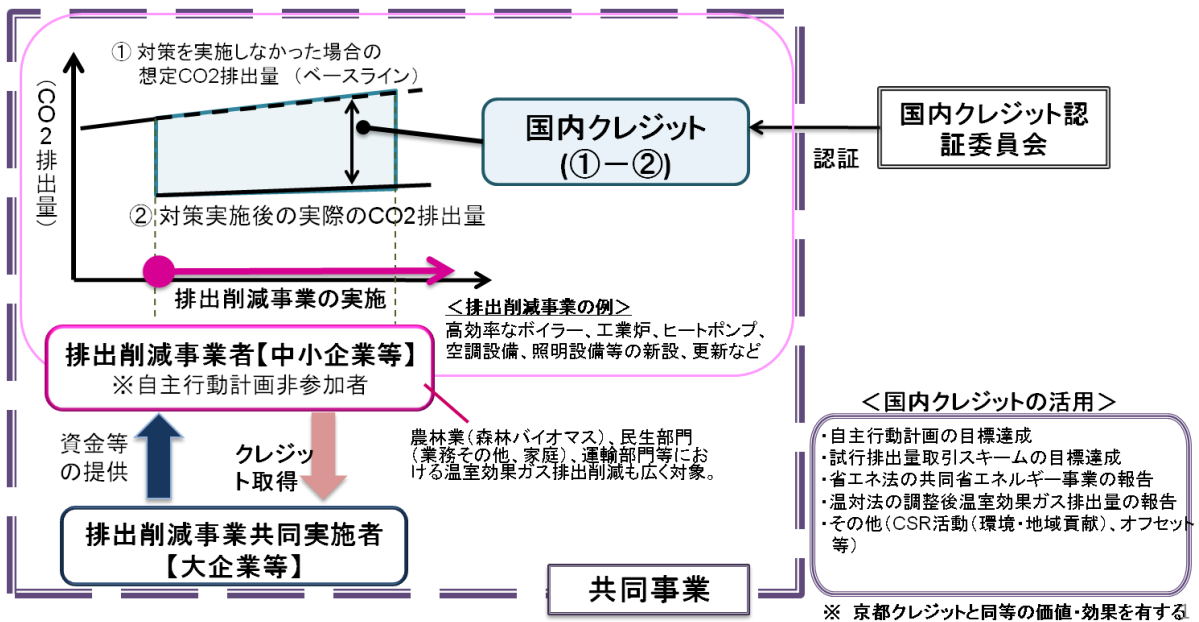 ① 対策を実施しなかった場合の
想定CO2排出量 （ベースライン）
（CO2排出量）
国内クレジット
(①－②)
認証
国内クレジット認
証委員会
② 対策実施後の実際のCO2排出量
排出削減事業の実施
＜排出削減事業の例＞
高効率なボイラー、工業炉、ヒートポンプ、
空調設備、照明設備等の新設、更新など
排出削減事業者【中小企業等】
※自主行動計画非参加者
農林業（森林バイオマス）、民生部門
（業務その他、家庭）、運輸部門等にお
ける温室効果ガス排出削減も広く対象。
資金等
の提供
クレジッ
ト取得
排出削減事業共同実施者
【大企業等】
共同事業
＜国内クレジットの活用＞
・自主行動計画の目標達成
・試行排出量取引スキームの目標達成
・省エネ法の共同省エネルギー事業の報告
・温対法の調整後温室効果ガス排出量の報告
・その他（CSR活動（環境・地域貢献）、オフセット
等）
※ 京都クレジットと同等の価値・効果を有する
1